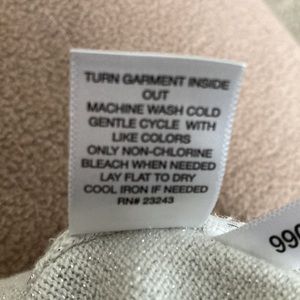 TURN GARMENT INSIDE
OUT
MACHINE WASH COLD
GENTLE CYCLE WITH
LIKE COLORS
ONLY NON-CHLORINE
BLEACH WHEN NEEDED
LAY FLAT TO DRY
COOL IRON IF NEEDED
RN# 23243
990